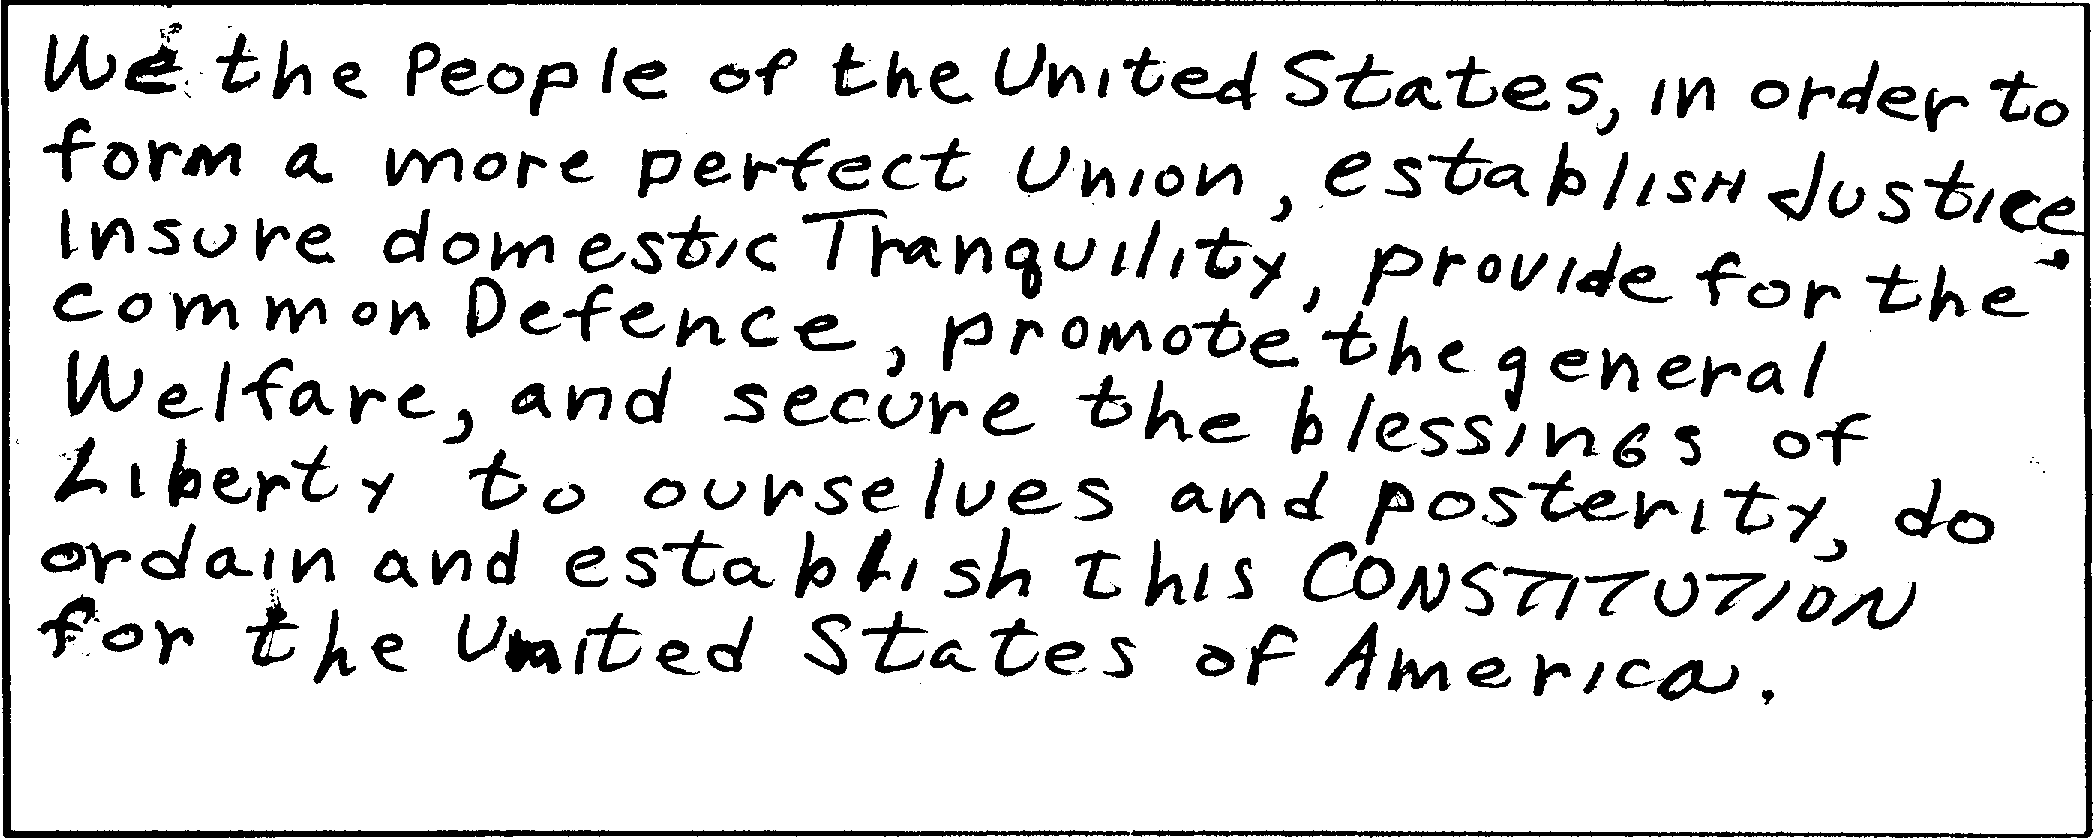 We the People of the United States, in order to
form a more perfect Union, establish Justice,
insure domestic Tranquility, provide for the
common Defence, promote the general
Welfare, and secure the blessings of
Liberty to ourselves and posterity, do
ordain and establish this CONSTITUTION
for the United States of America.